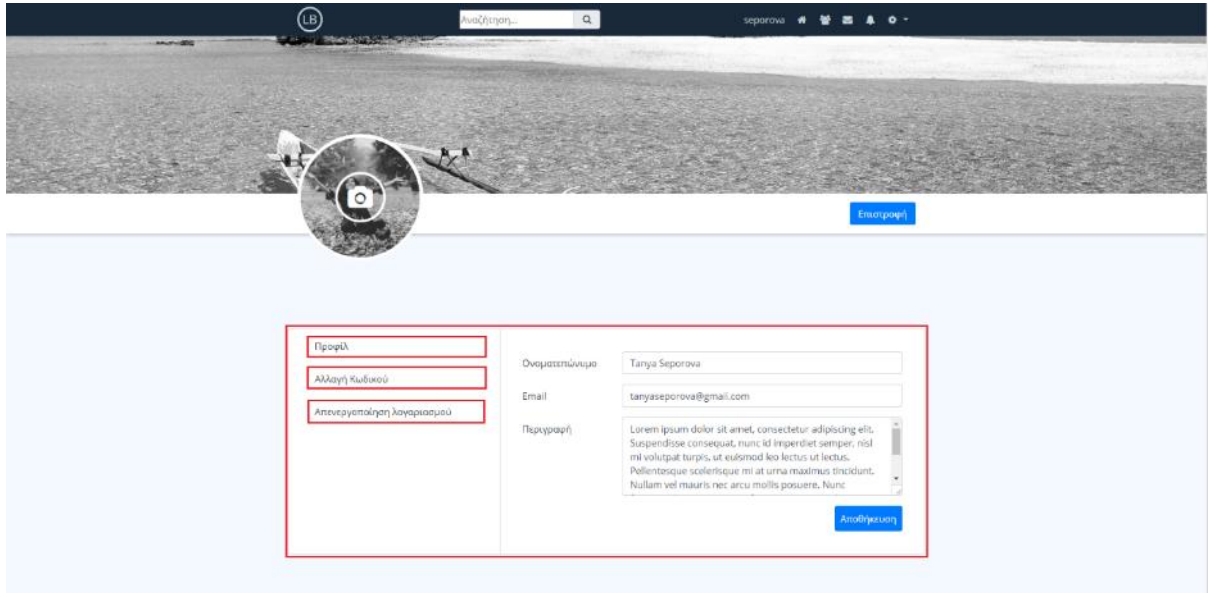 LB
Αναζήτηση...
seporova
Επιστροφή
Προφίλ
Αλλαγή Κωδικού
Απενεργοποίηση λογαριασμού
Ονοματεπώνυμο
Tanya Seporova
Email
tanyaseporova@gmail.com
Περιγραφή
Lorem ipsum dolor sit amet, consectetur adipiscing elit.
Suspendisse consequat, nunc id imperdiet semper, nisl
mi volutpat turpis, ut euismod leo lectus ut lectus.
Pellentesque scelerisque mi at urna maximus tincidunt.
Nullam vel mauris nec arcu mollis posuere. Nunc
Αποθήκευση